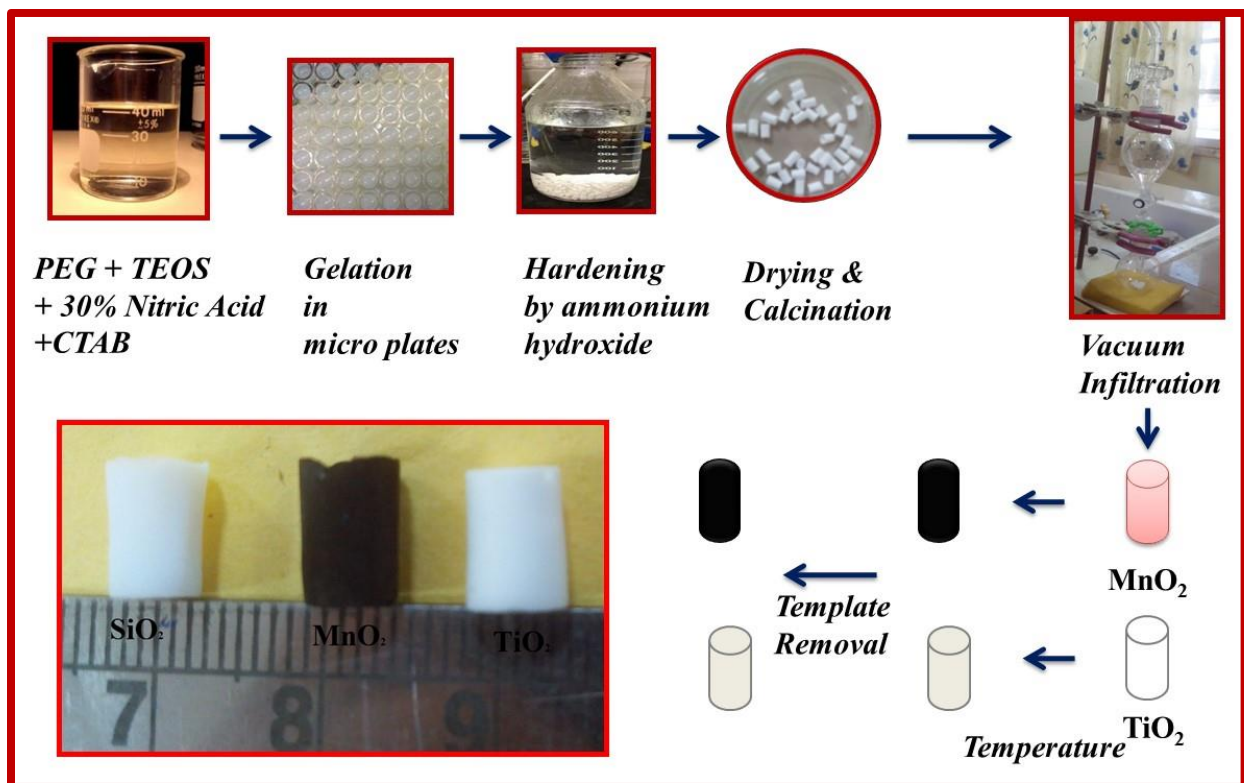 40 ml
±5%
30
PEG + TEOS
+ 30% Nitric Acid
+CTAB
Gelation
in
micro plates
Hardening
by ammonium
hydroxide
Drying &
Calcination
Vacuum
Infiltration
MnO₂
Template
Removal
TiO₂
Temperature
SiO₂
MnO₂
TiO₂
7
8
9